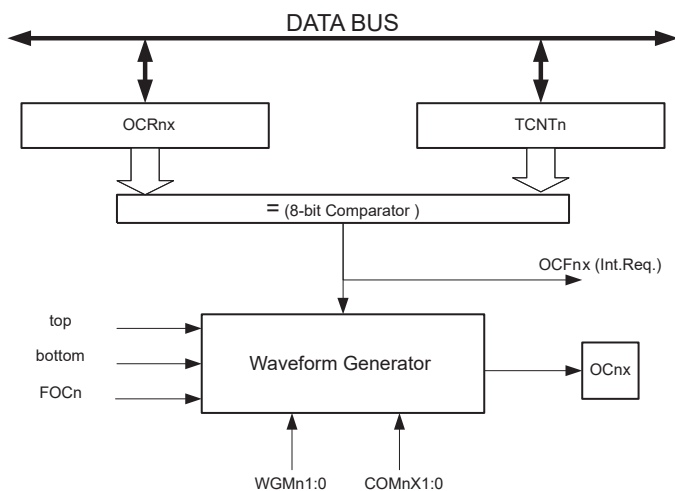 DATA BUS
OCRnx
TCNTn
= (8-bit Comparator )
OCFnx (Int.Req.)
top
bottom
FOCn
Waveform Generator
OCnx
WGMn1:0
COMnX1:0